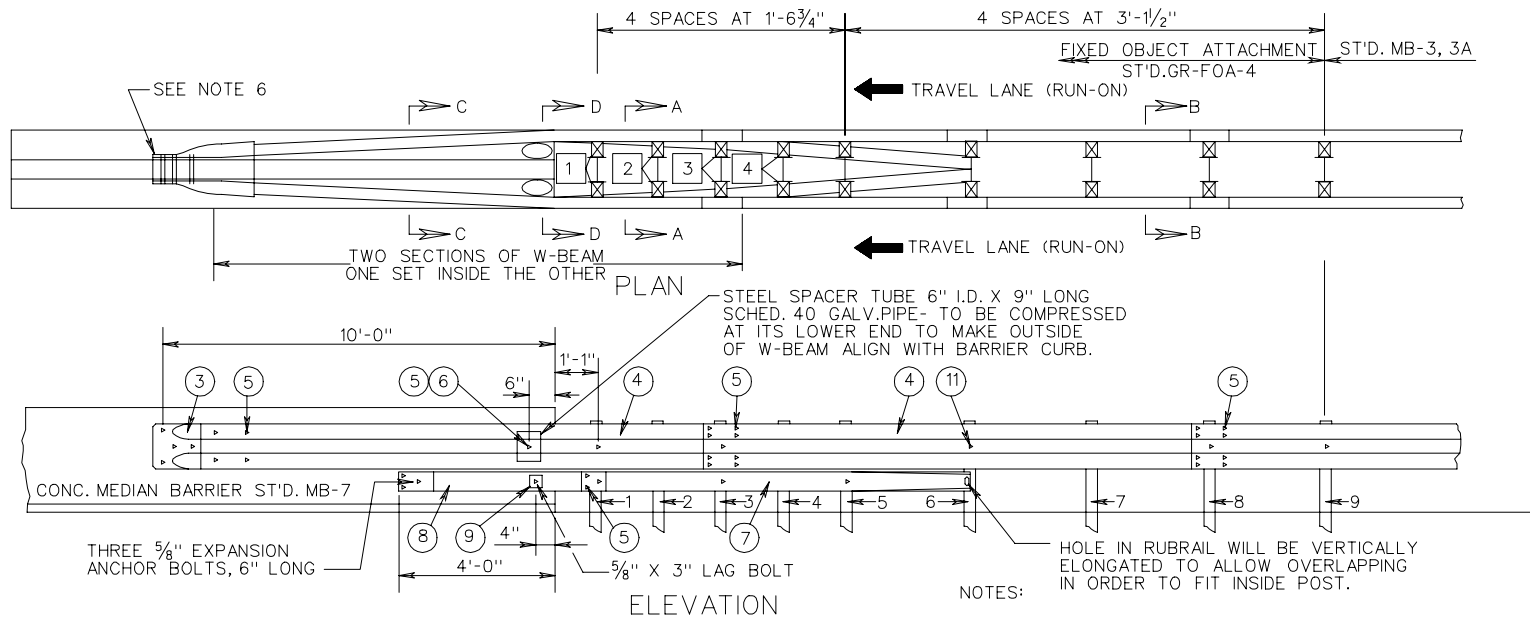 4 SPACES AT 1'-6¾"
4 SPACES AT 3'-1½"
FIXED OBJECT ATTACHMENT
ST'D. MB-3, 3A
ST'D.GR-FOA-4
SEE NOTE 6
TRAVEL LANE (RUN-ON)
C
D
A
B
1
2
3
4
C
D
A
B
TRAVEL LANE (RUN-ON)
TWO SECTIONS OF W-BEAM
ONE SET INSIDE THE OTHER
PLAN
STEEL SPACER TUBE 6" I.D. X 9" LONG
SCHED. 40 GALV.PIPE- TO BE COMPRESSED
AT ITS LOWER END TO MAKE OUTSIDE
OF W-BEAM ALIGN WITH BARRIER CURB.
10'-0"
1'-1"
6"
3
5
5
6
4
5
4
11
5
CONC. MEDIAN BARRIER ST'D. MB-7
1
2
3
4
5
6
7
8
9
8
9
5
7
4"
THREE ⅝" EXPANSION
ANCHOR BOLTS, 6" LONG
4'-0"
⅝" X 3" LAG BOLT
HOLE IN RUBRAIL WILL BE VERTICALLY
ELONGATED TO ALLOW OVERLAPPING
IN ORDER TO FIT INSIDE POST.
NOTES:
ELEVATION